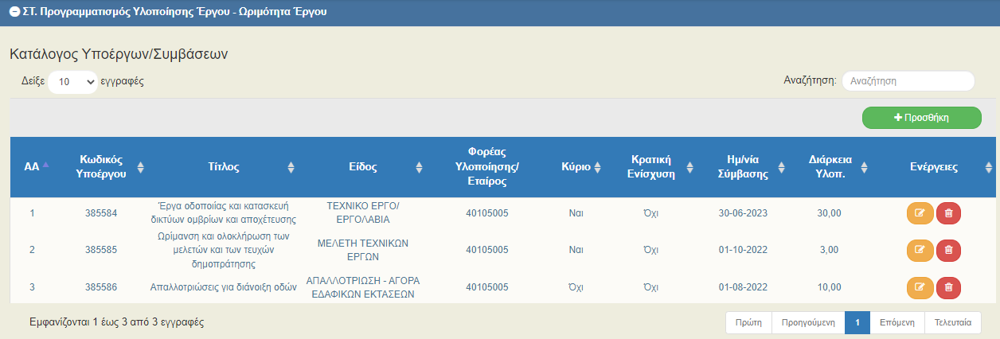 ΣΤ. Προγραμματισμός Υλοποίησης Έργου - Ωριμότητα Έργου
Κατάλογος Υποέργων/Συμβάσεων
Δείξε 10 εγγραφές Αναζήτηση: Αναζήτηση
Προσθήκη
ΑΑ Κωδικός Υποέργου Τίτλος Είδος Φορέας Υλοποίησης/ Εταίρος Κύριο Κρατική Ενίσχυση Ημ/νία Σύμβασης Διάρκεια Υλοπ. Ενέργειες
1 385584 Έργα οδοποιίας και κατασκευή δικτύων ομβρίων και αποχέτευσης ΤΕΧΝΙΚΟ ΕΡΓΟ/ ΕΡΓΟΛΑΒΙΑ 40105005 Ναι Όχι 30-06-2023 30,00
2 385585 Ωρίμανση και ολοκλήρωση των μελετών και των τευχών δημοπράτησης ΜΕΛΕΤΗ ΤΕΧΝΙΚΩΝ ΕΡΓΩΝ 40105005 Ναι Όχι 01-10-2022 3,00
3 385586 Απαλλοτριώσεις για διάνοιξη οδών ΑΠΑΛΛΟΤΡΙΩΣΗ - ΑΓΟΡΑ ΕΔΑΦΙΚΩΝ ΕΚΤΑΣΕΩΝ 40105005 Όχι Όχι 01-08-2022 10,00
Εμφανίζονται 1 έως 3 από 3 εγγραφές Πρώτη Προηγούμενη 1 Επόμενη Τελευταία